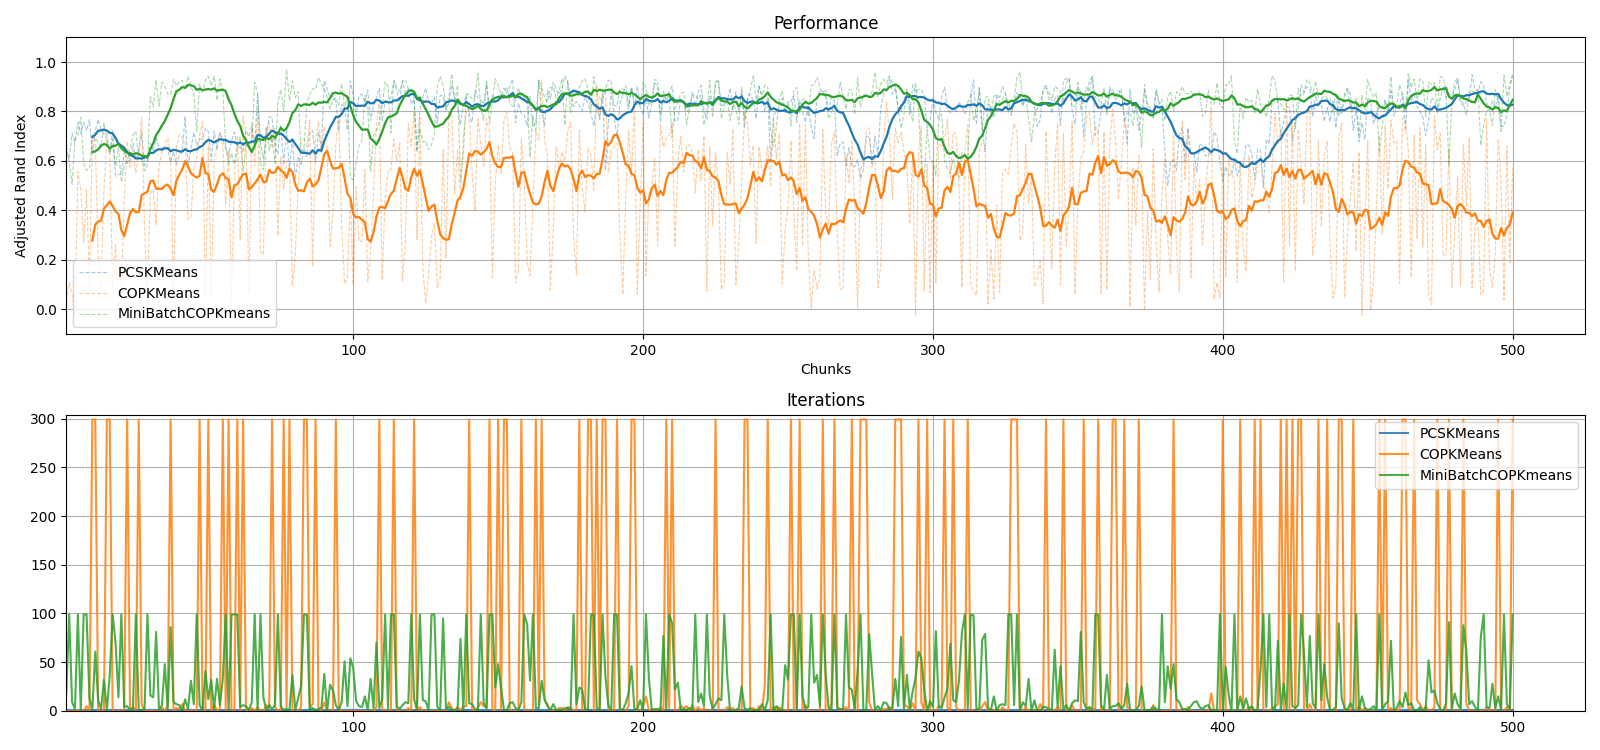 Performance
Adjusted Rand Index
1.0
0.8
0.6
0.4
0.2
0.0
PCSKMeans
COPKMeans
MiniBatchCOPKmeans
100
200
300
400
500
Chunks
Iterations
300
250
200
150
100
50
0
PCSKMeans
COPKMeans
MiniBatchCOPKmeans
100
200
300
400
500